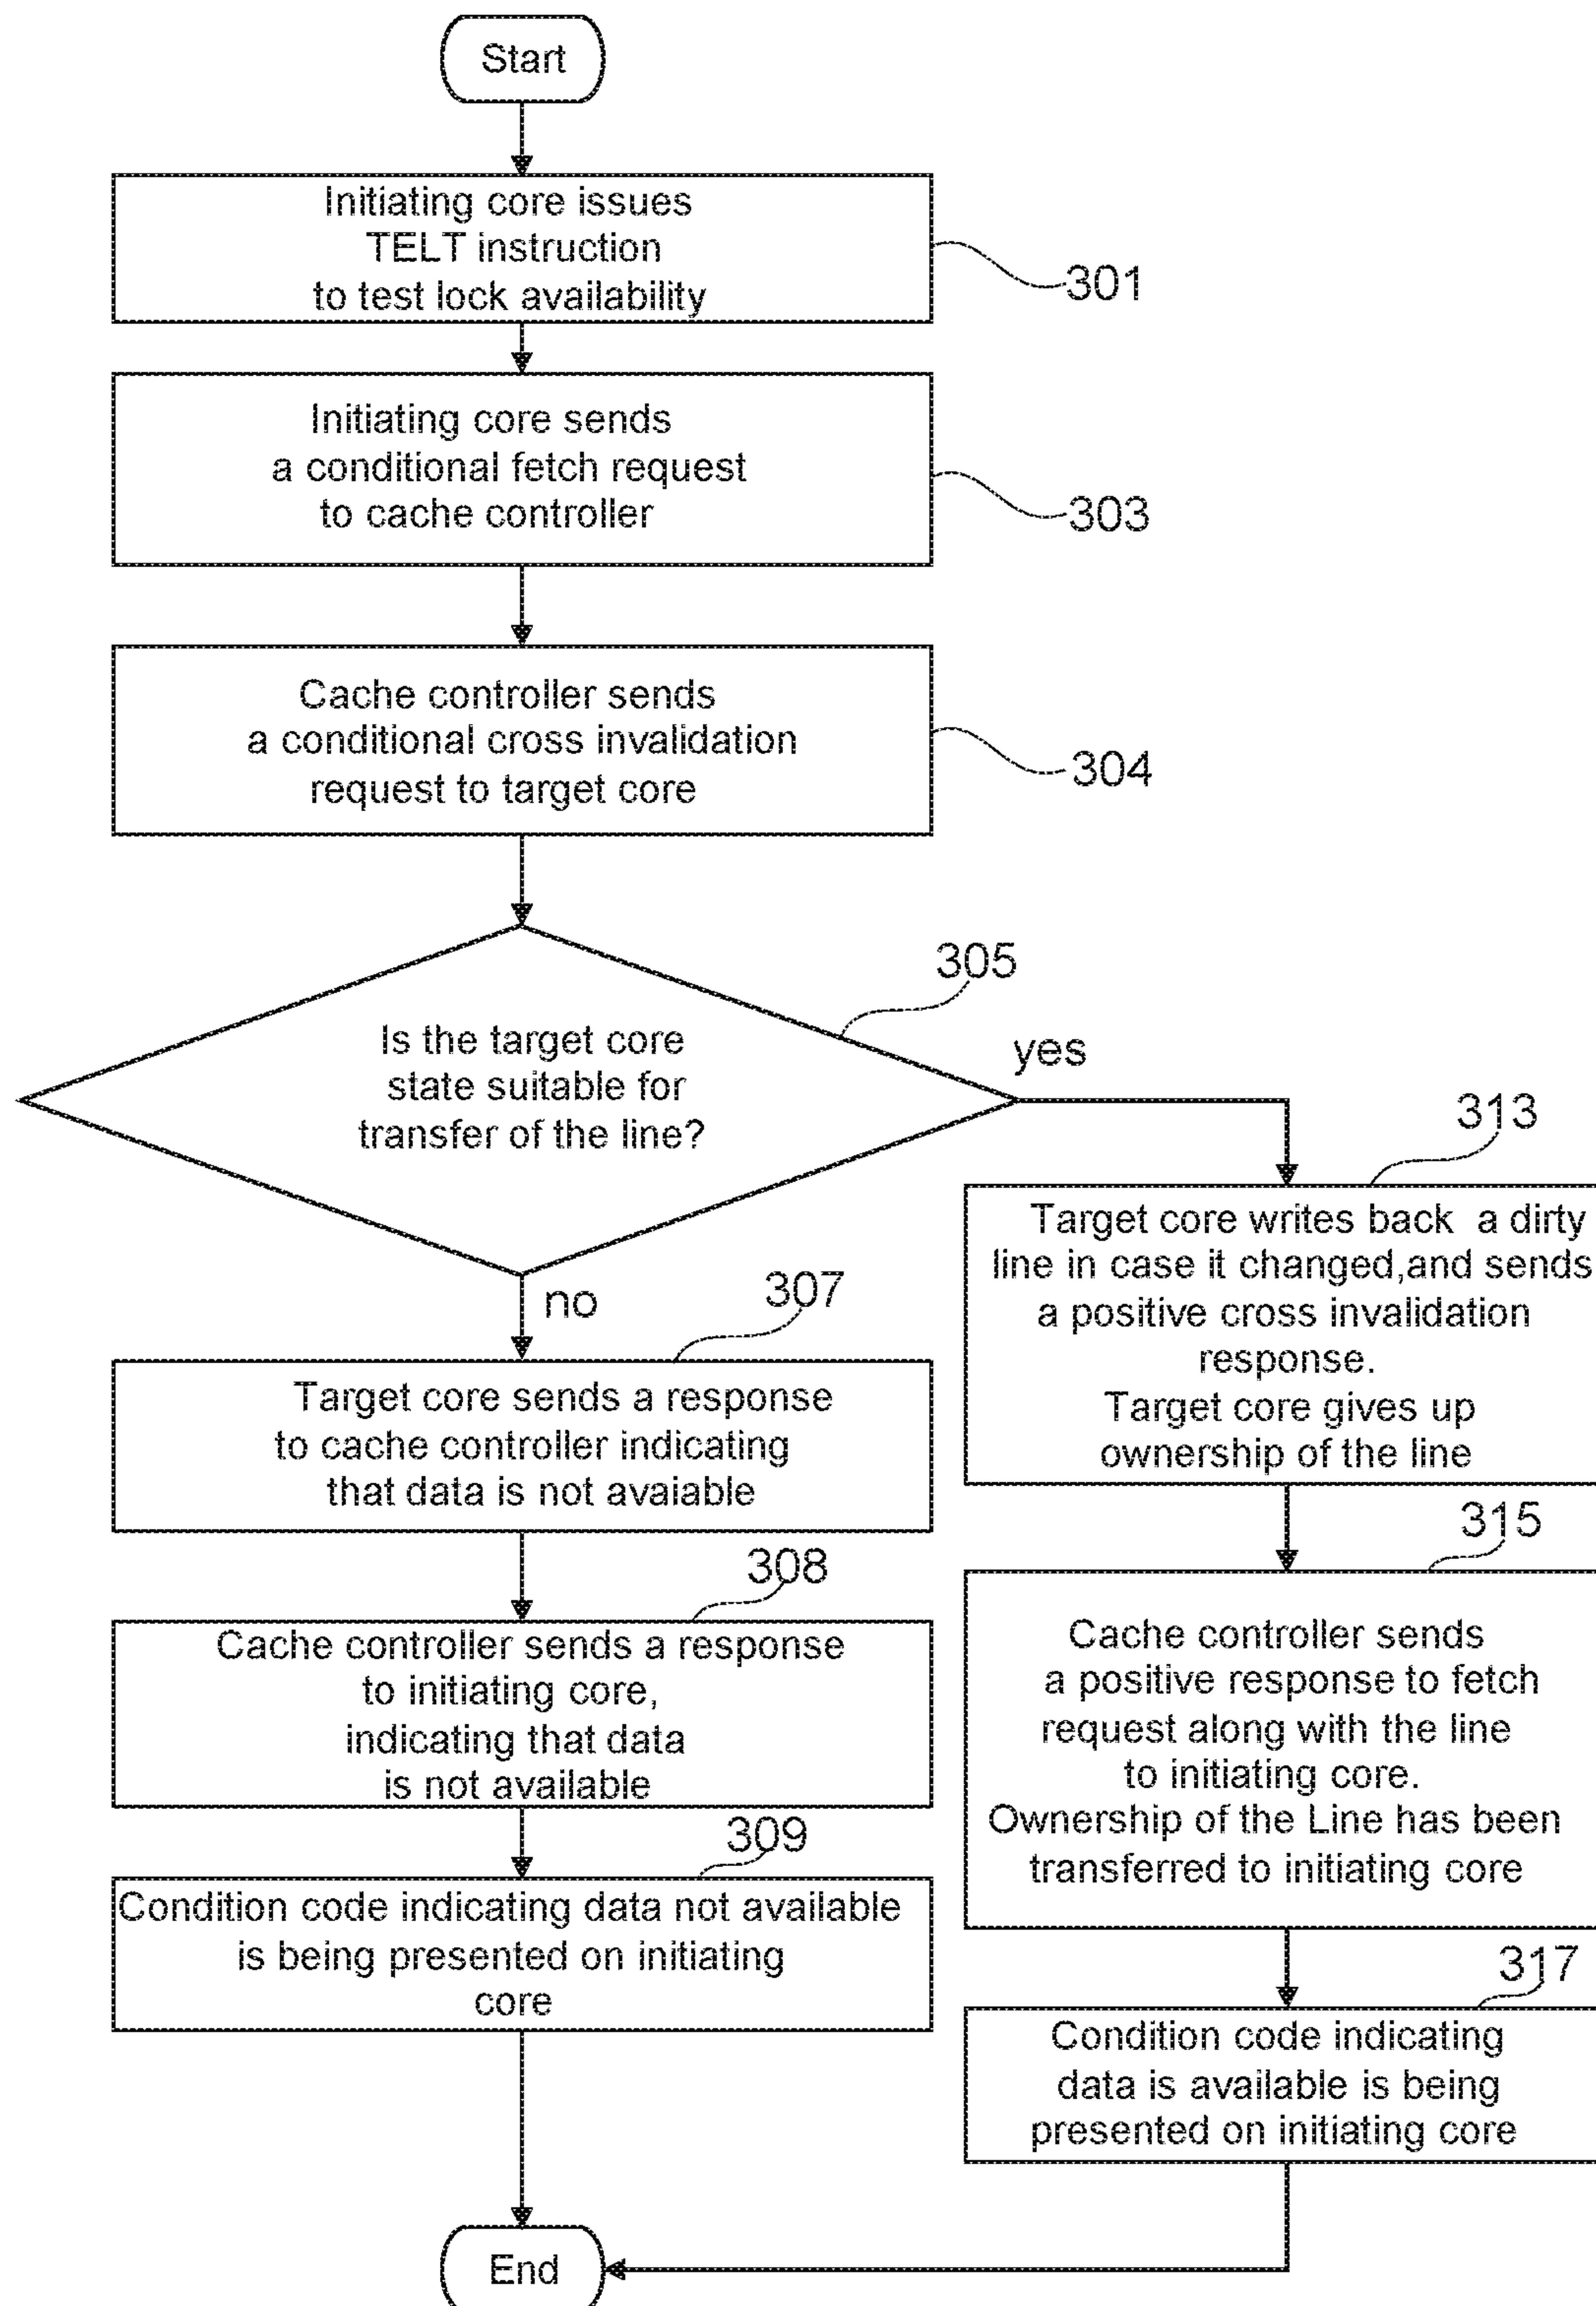 Start
Initiating core issues
TELT instruction
to test lock availability
301
Initiating core sends
a conditional fetch request
to cache controller
303
Cache controller sends
a conditional cross invalidation
request to target core
304
305
Is the target core
state suitable for
transfer of the line?
yes
no
313
Target core writes back a dirty
line in case it changed,and sends
a positive cross invalidation
response.
Target core gives up
ownership of the line
307
Target core sends a response
to cache controller indicating
that data is not avaiable
315
Cache controller sends
a positive response to fetch
request along with the line
to initiating core.
Ownership of the Line has been
transferred to initiating core
308
Cache controller sends a response
to initiating core,
indicating that data
is not available
309
Condition code indicating data not available
is being presented on initiating
core
317
Condition code indicating
data is available is being
presented on initiating core
End